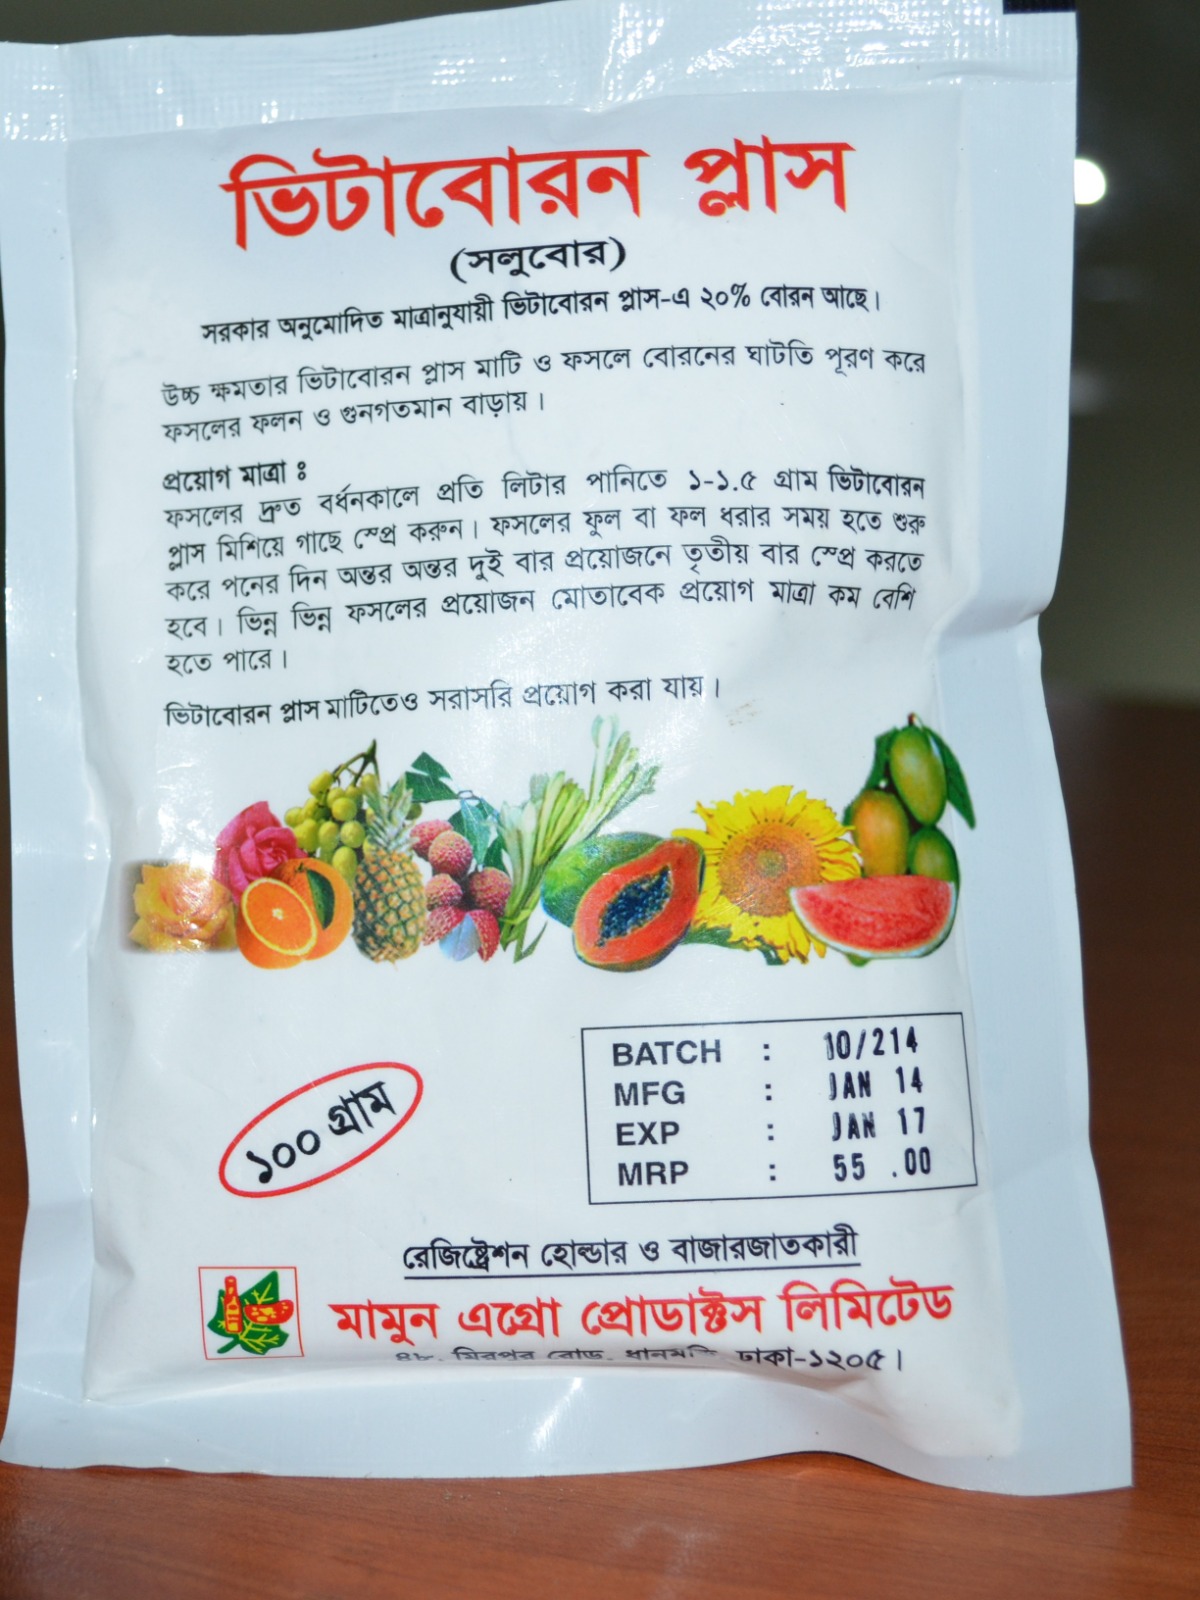 ভিটাবোরন প্লাস
(সলুবোর)
সরকার অনুমোদিত মাত্রানুযায়ী ভিটাবোরন প্লাস-এ ২০% বোরন আছে।
উচ্চ ক্ষমতার ভিটাবোরন প্লাস মাটি ও ফসলে বোরনের ঘাটতি পূরণ করে
ফসলের ফলন ও গুনগতমান বাড়ায়।
প্রয়োগ মাত্রা ঃ
ফসলের দ্রুত বর্ধনকালে প্রতি লিটার পানিতে ১-১.৫ গ্রাম ভিটাবোরন
প্লাস মিশিয়ে গাছে স্প্রে করুন। ফসলের ফুল বা ফল ধরার সময় হতে শুরু
করে পনের দিন অন্তর অন্তর দুই বার প্রয়োজনে তৃতীয় বার স্প্রে করতে
হবে। ভিন্ন ভিন্ন ফসলের প্রয়োজন মোতাবেক প্রয়োগ মাত্রা কম বেশি
হতে পারে।
ভিটাবোরন প্লাস মাটিতেও সরাসরি প্রয়োগ করা যায়।
BATCH : 10/214
MFG : JAN 14
EXP : JAN 17
MRP : 55 .00
১০০ গ্রাম
রেজিষ্ট্রেশন হোল্ডার ও বাজারজাতকারী
মামুন এগ্রো প্রোডাক্টস লিমিটেড
মিরপুর রোড, ঢাকা-১২০৫।